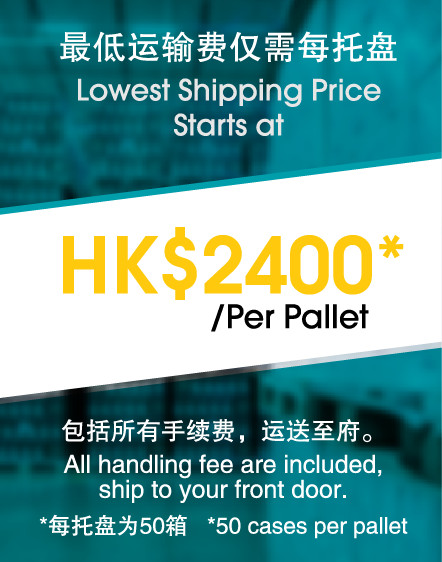 最低运输费仅需每托盘
Lowest Shipping Price
Starts at
HK$2400*
/Per Pallet
包括所有手续费，运送至府。
All handling fee are included,
ship to your front door.
*每托盘为50箱 *50 cases per pallet